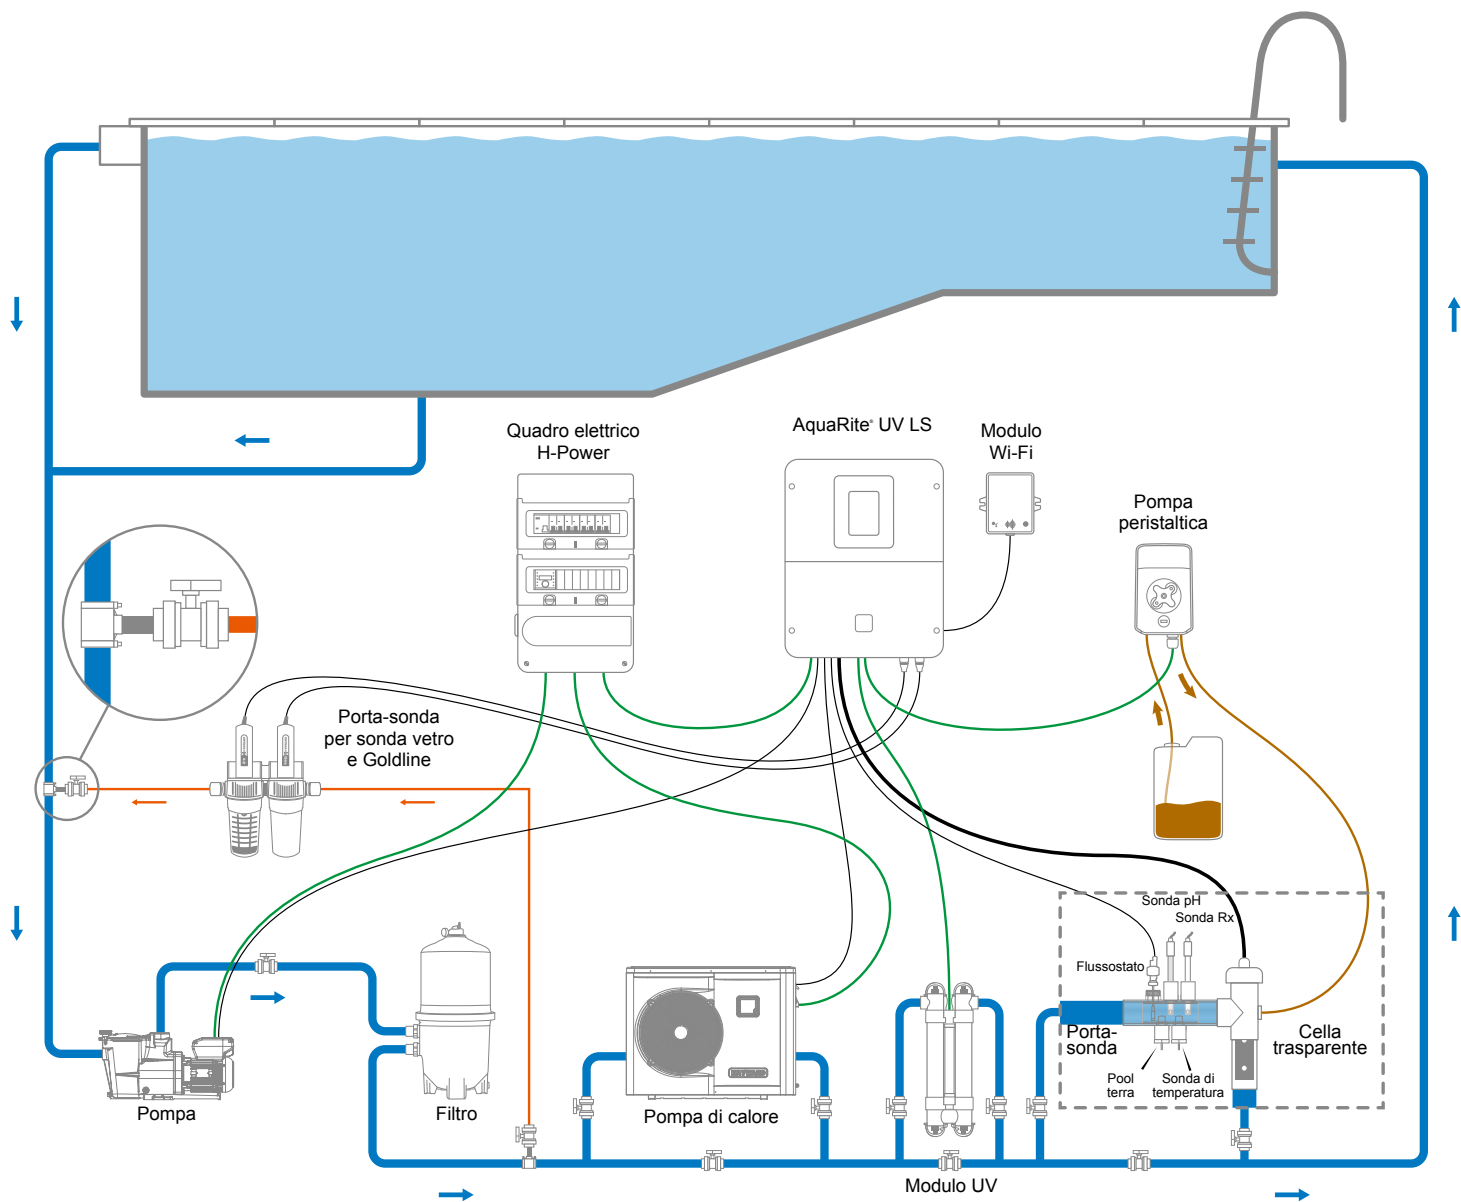 Quadro elettrico
H-Power
AquaRite® UV LS
Modulo
Wi-Fi
Pompa
peristaltica
Porta-sonda
per sonda vetro
e Goldline
Sonda pH
Sonda Rx
Flussostato
Porta-
sonda
Cella
trasparente
Pool
terra
Sonda di
temperatura
Pompa
Filtro
Pompa di calore
Modulo UV